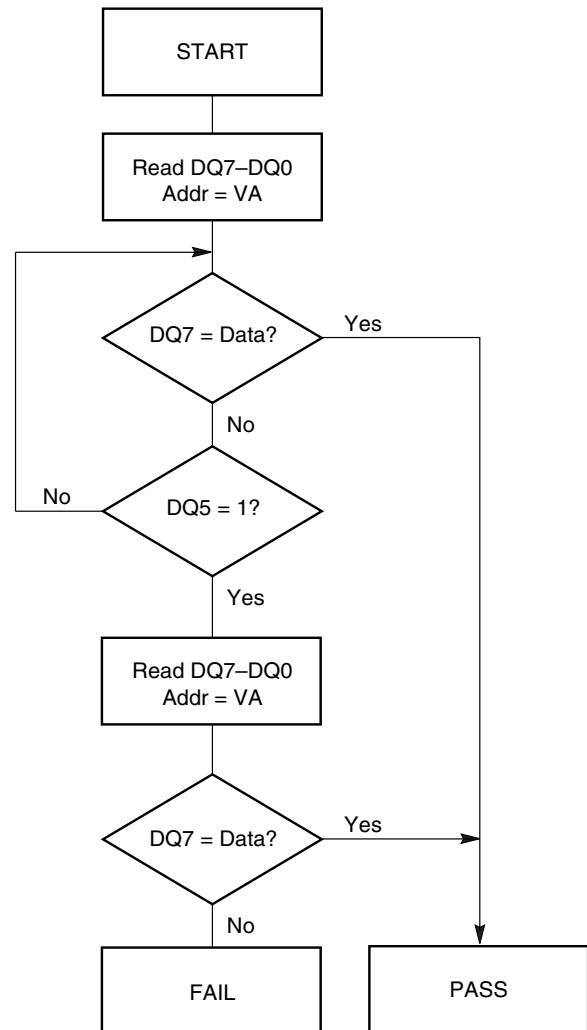 START
Read DQ7–DQ0
Addr = VA
DQ7 = Data?
Yes
No
No
DQ5 = 1?
Yes
Read DQ7–DQ0
Addr = VA
DQ7 = Data?
Yes
No
FAIL
PASS